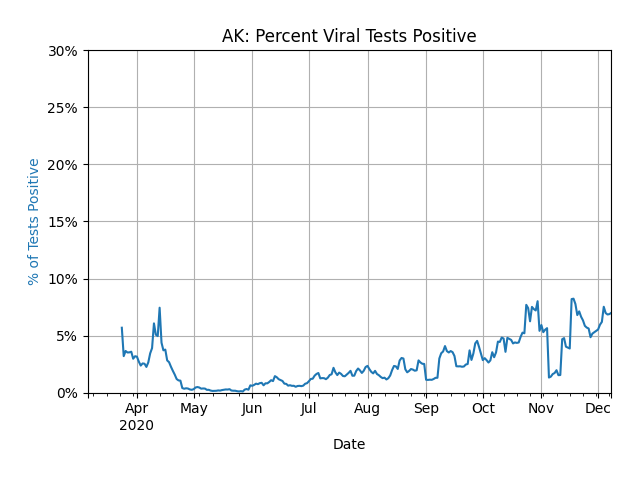 AK: Percent Viral Tests Positive
30%
25%
20%
15%
10%
5%
0%
% of Tests Positive
Apr May Jun Jul Aug Sep Oct Nov Dec
2020
Date